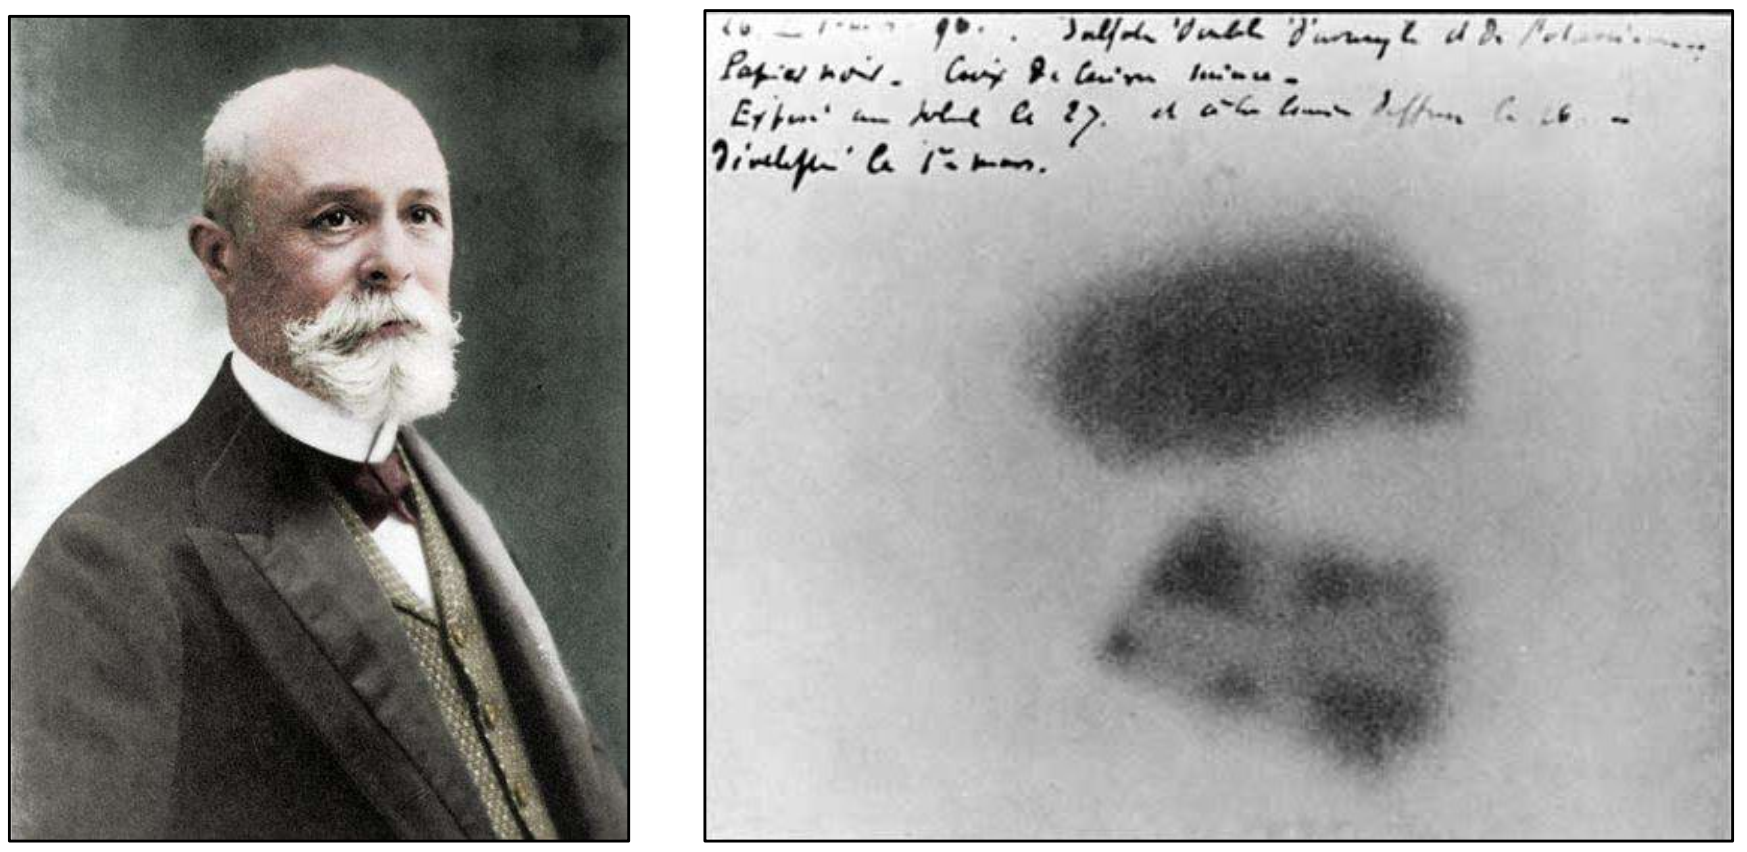 96. Sulfate double d'uranyle et de Potassium
Papier noir. Croix de Cuivre mince.
Exposé au soleil le 27. et à la lumière diffuse le 26.
Développé le 1er mars.